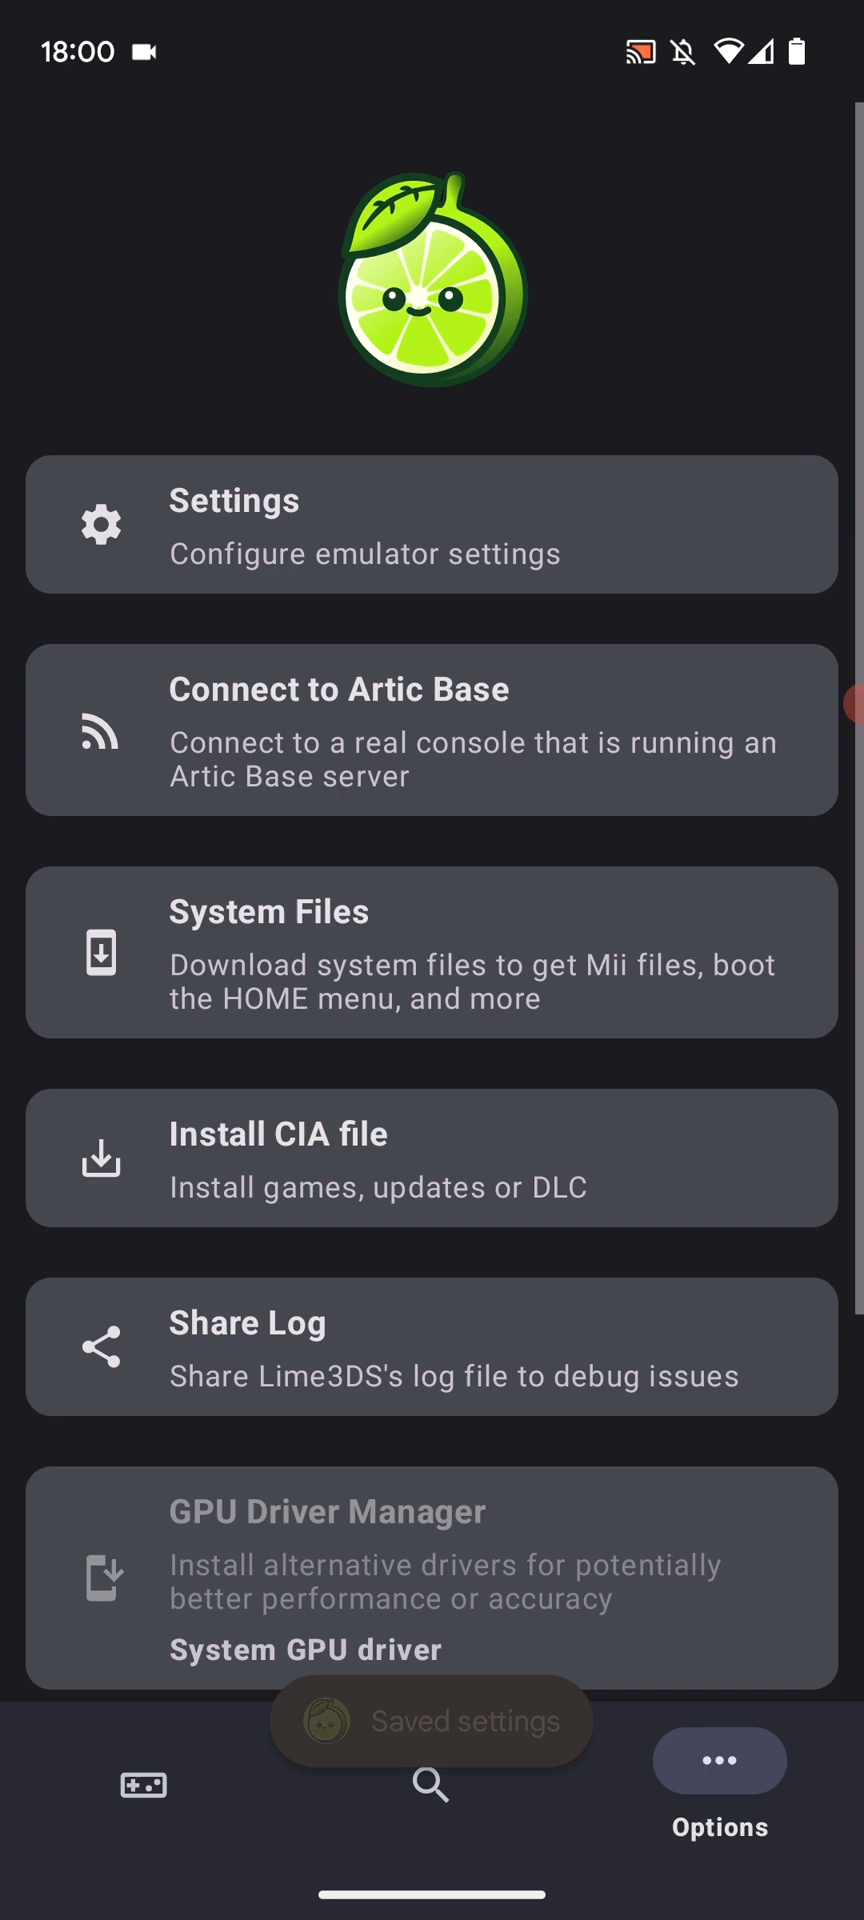 18:00
Settings
Configure emulator settings
Connect to Artic Base
Connect to a real console that is running an
Artic Base server
System Files
Download system files to get Mii files, boot
the HOME menu, and more
Install CIA file
Install games, updates or DLC
Share Log
Share Lime3DS's log file to debug issues
GPU Driver Manager
Install alternative drivers for potentially
better performance or accuracy
System GPU driver
Saved settings
Options